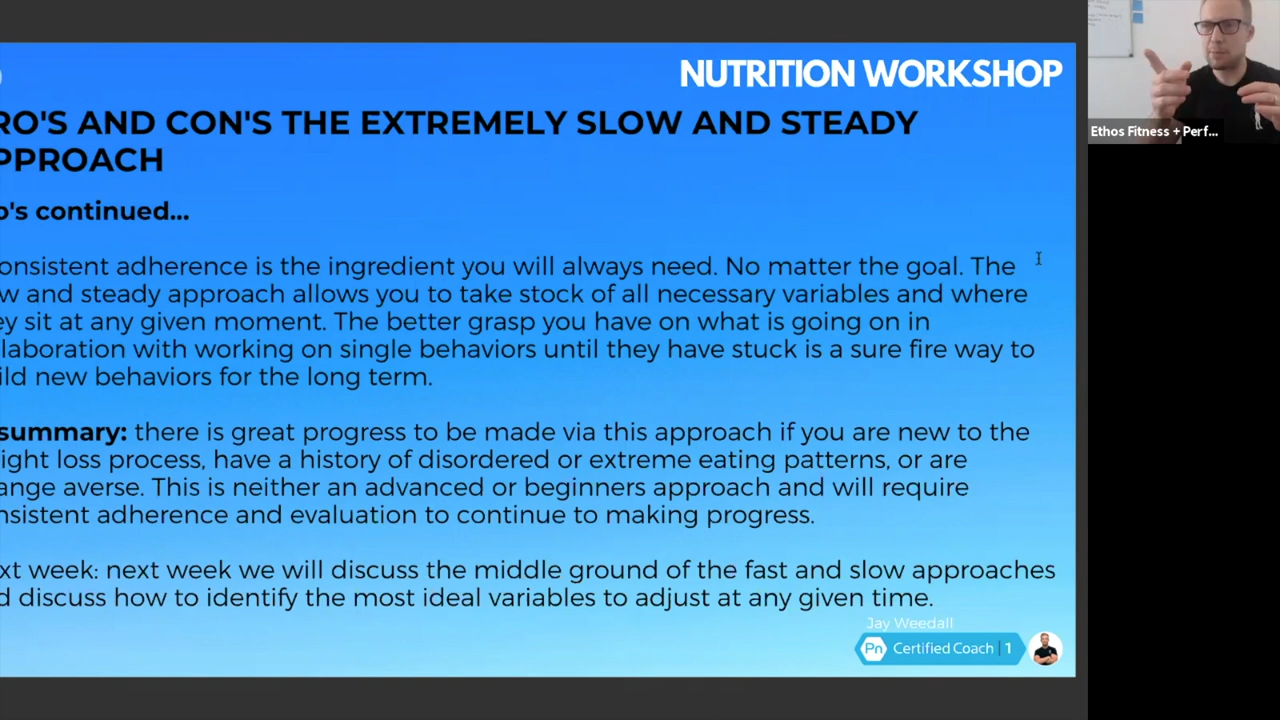 NUTRITION WORKSHOP
RO'S AND CON'S THE EXTREMELY SLOW AND STEADY
PPROACH
o's continued...
onsistent adherence is the ingredient you will always need. No matter the goal. The
w and steady approach allows you to take stock of all necessary variables and where
ey sit at any given moment. The better grasp you have on what is going on in
laboration with working on single behaviors until they have stuck is a sure fire way to
ild new behaviors for the long term.
summary: there is great progress to be made via this approach if you are new to the
ight loss process, have a history of disordered or extreme eating patterns, or are
ange averse. This is neither an advanced or beginners approach and will require
nsistent adherence and evaluation to continue to making progress.
xt week: next week we will discuss the middle ground of the fast and slow approaches
d discuss how to identify the most ideal variables to adjust at any given time.
Jay Weedall
Pn Certified Coach | 1
Ethos Fitness + Perf...